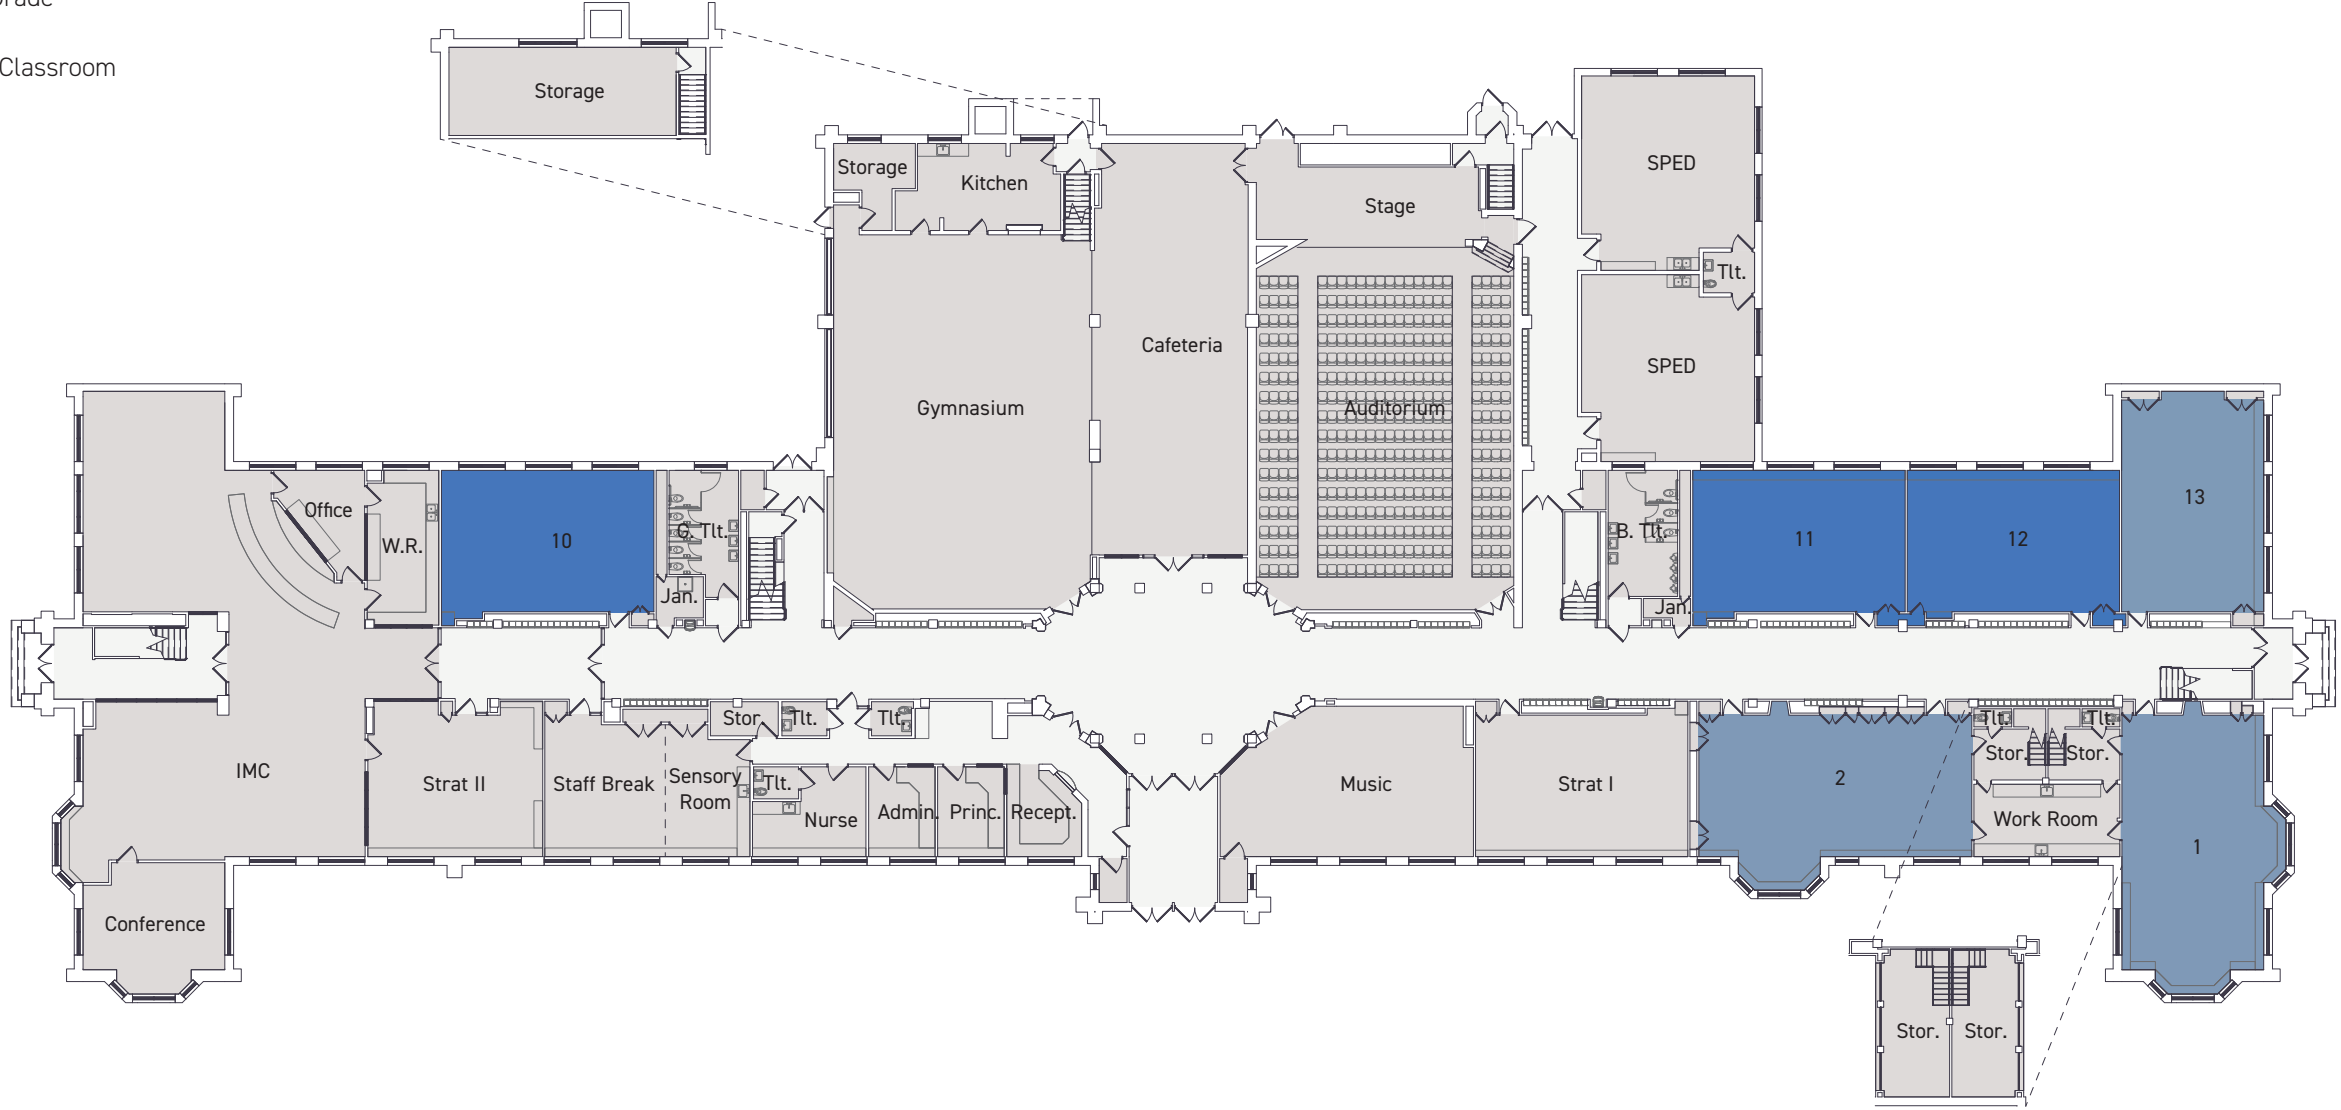 Classroom
Storage
Storage
Kitchen
Stage
SPED
Tlt.
Cafeteria
SPED
Gymnasium
Auditorium
Office
W.R.
10
G. Tlt.
Jan.
B. Tlt.
Jan.
11
12
13
Stor.
Tlt.
Tlt.
Tlt.
Tlt.
Stor.
Stor.
IMC
Strat II
Staff Break
Sensory
Room
Tlt.
Nurse
Admin.
Princ.
Recept.
Music
Strat I
2
Work Room
1
Conference
Stor.
Stor.